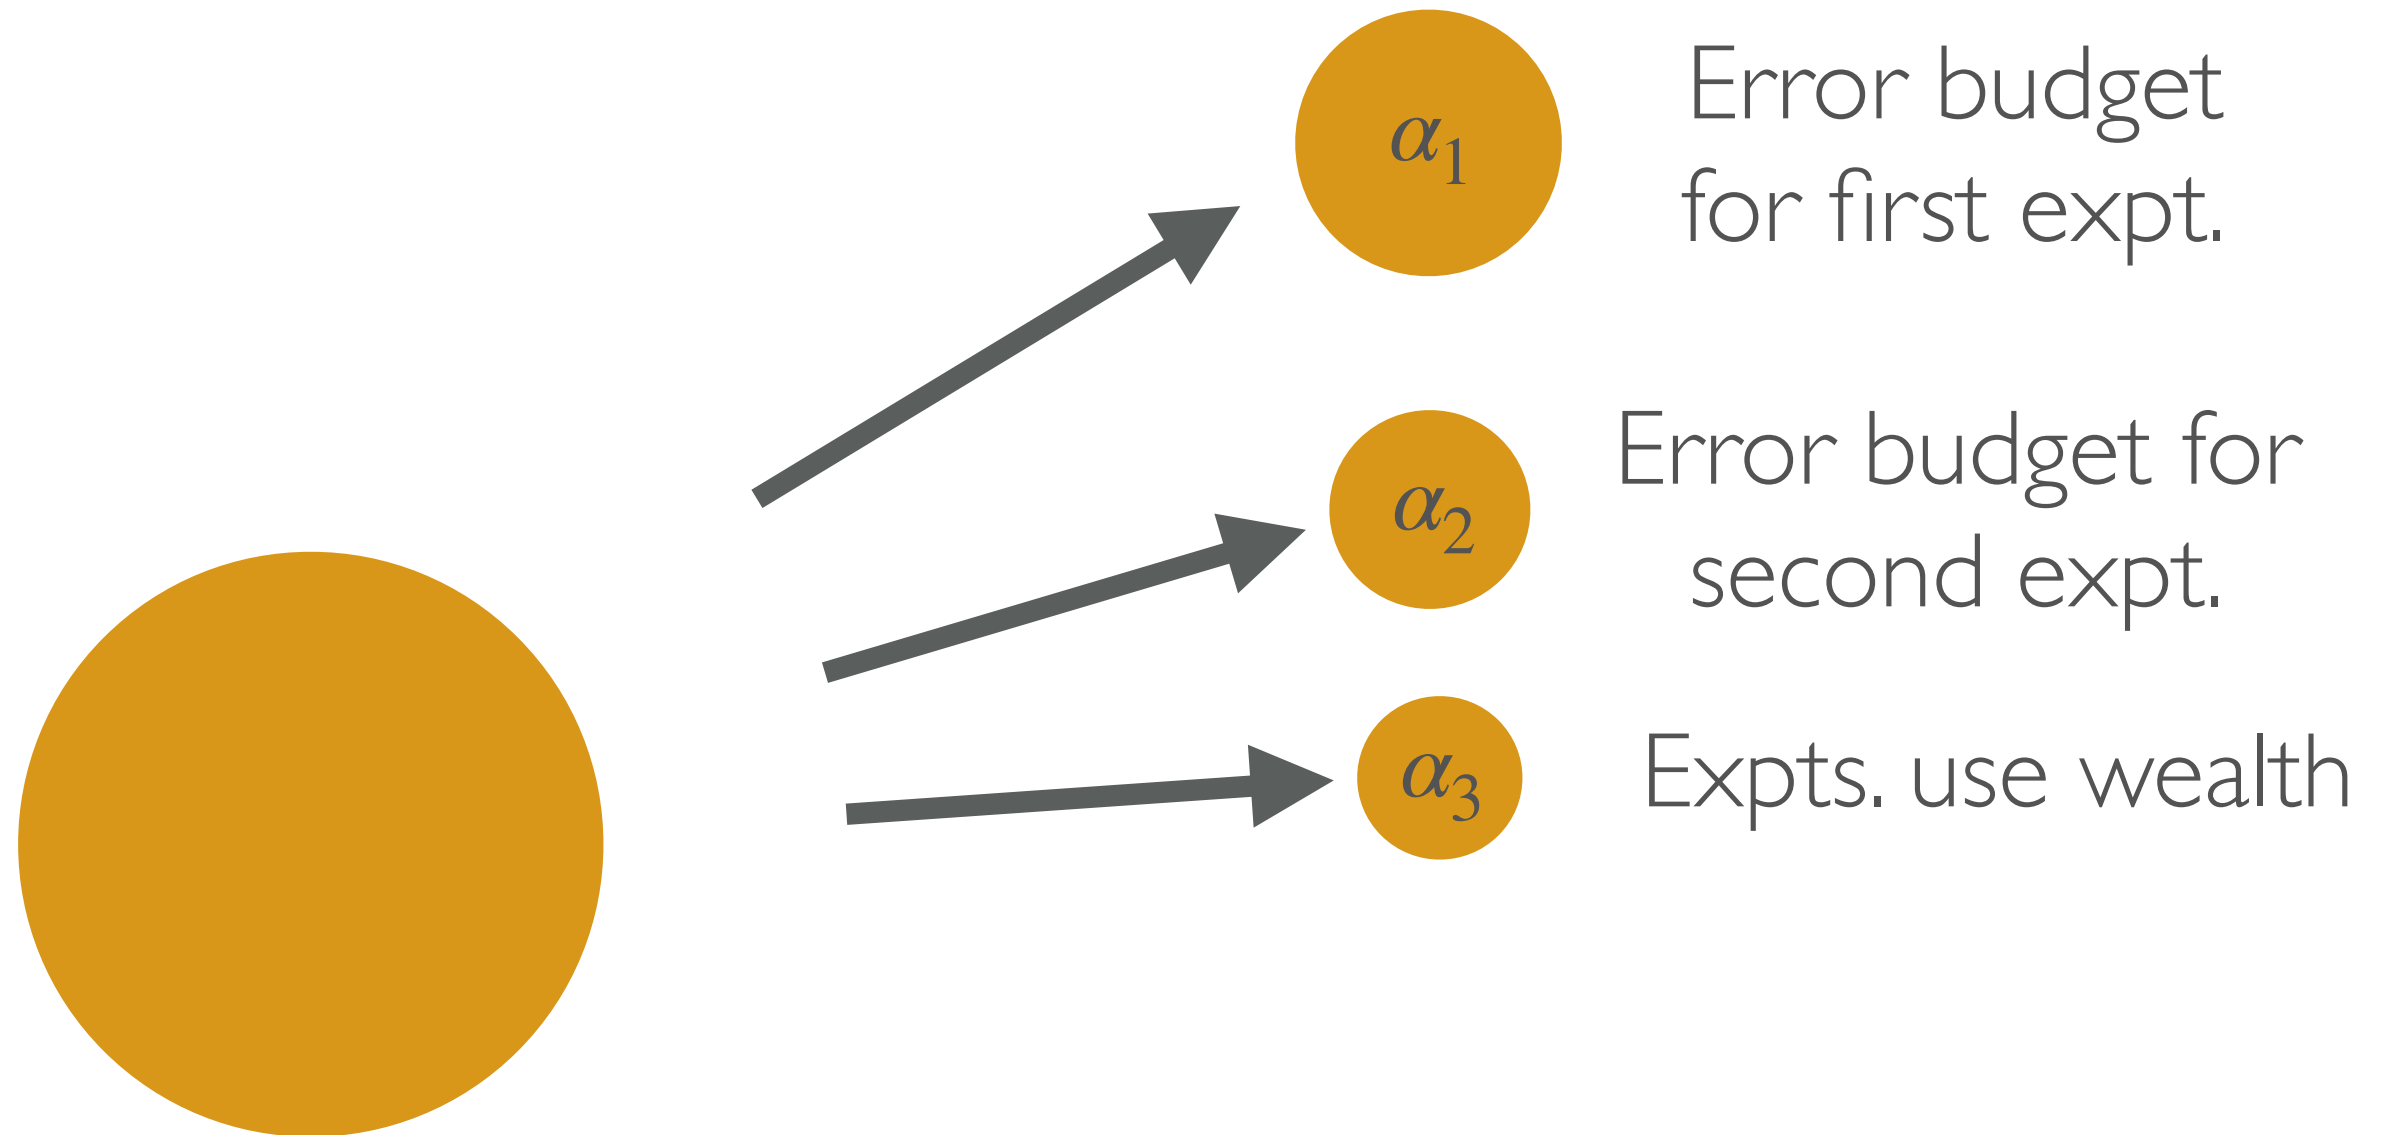 α₁
Error budget
for first expt.
α₂
Error budget for
second expt.
α₃
Expts. use wealth